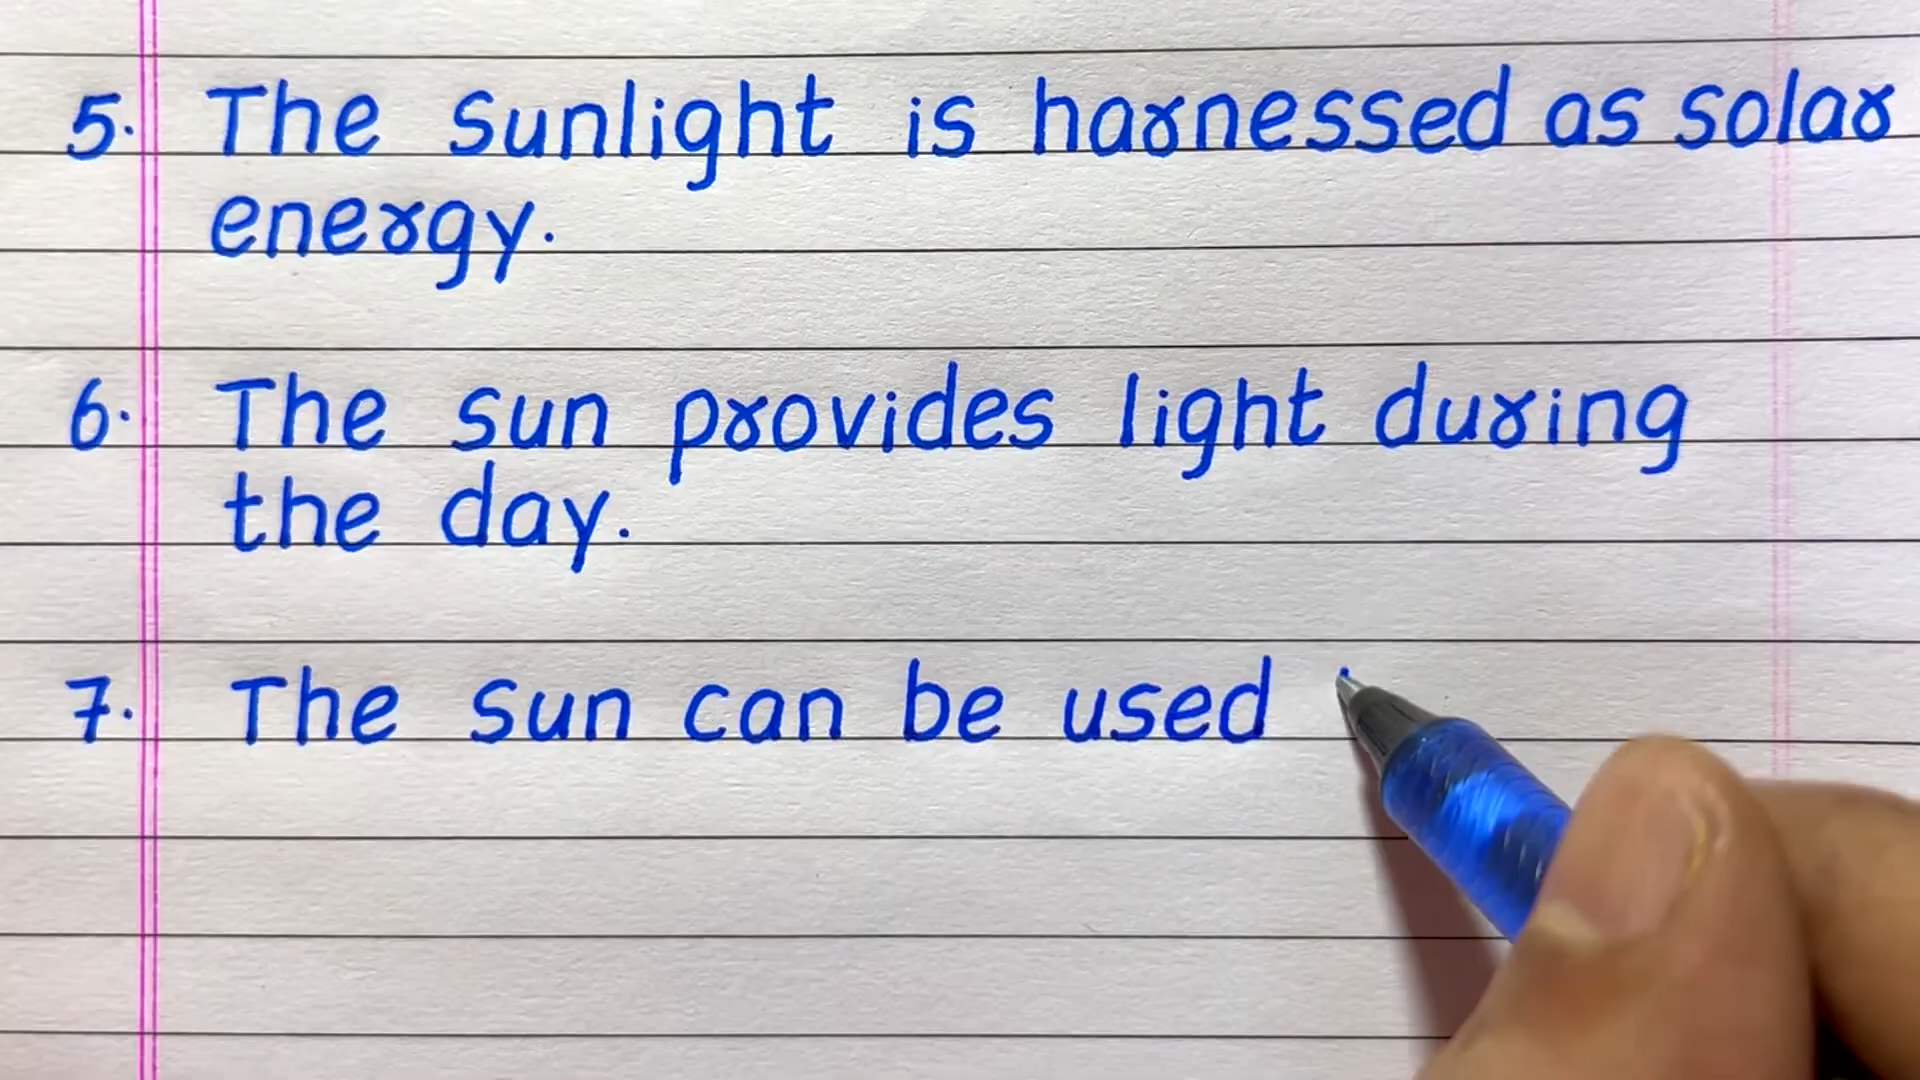 5. The sunlight is harnessed as solar
energy.
6. The sun provides light during
the day.
7. The sun can be used